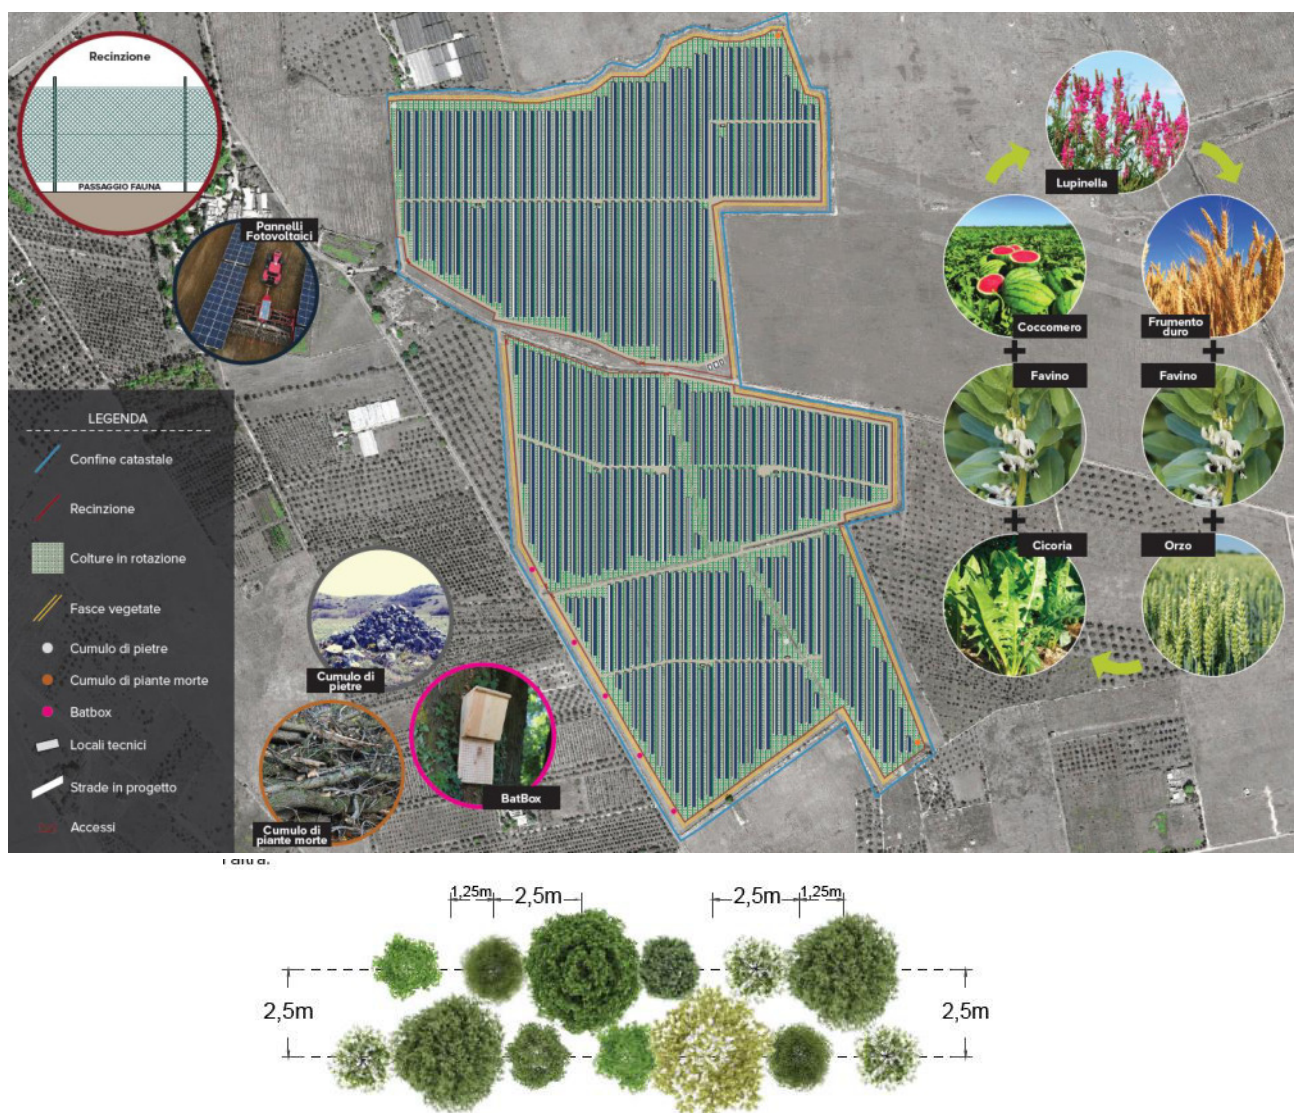 Recinzione
PASSAGGIO FAUNA
Pannelli
Fotovoltaici
Lupinella
Coccomero
Frumento
duro
Favino
Favino
Cicoria
Orzo
LEGENDA
Confine catastale
Recinzione
Colture in rotazione
Fasce vegetate
Cumulo di pietre
Cumulo di piante morte
Batbox
Locali tecnici
Strade in progetto
Accessi
Cumulo di
pietre
BatBox
Cumulo di
piante morte
1,25m 2,5m 2,5m 1,25m
2,5m 2,5m